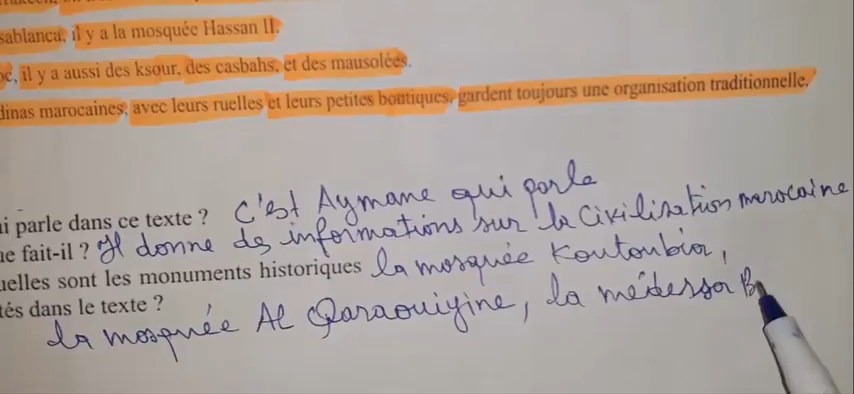 sablanca, il y a la mosquée Hassan II.
oc, il y a aussi des ksour, des casbahs, et des mausolées.
dinas marocaines, avec leurs ruelles et leurs petites boutiques, gardent toujours une organisation traditionnelle.
i parle dans ce texte ? C'est Aymane qui parle
ue fait-il ? Il donne des informations sur la Civilisation marocaine
uelles sont les monuments historiques la mosquée Koutoubia,
tés dans le texte ?
la mosquée Al Qaraouiyine, la médersa B